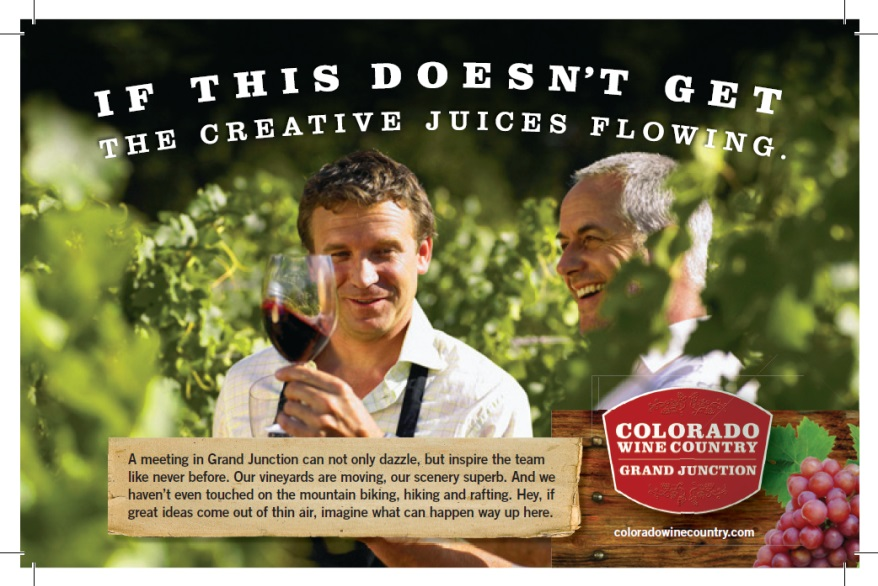 IF THIS DOESN'T GET
THE CREATIVE JUICES FLOWING.
A meeting in Grand Junction can not only dazzle, but inspire the team
like never before. Our vineyards are moving, our scenery superb. And we
haven't even touched on the mountain biking, hiking and rafting. Hey, if
great ideas come out of thin air, imagine what can happen way up here.
COLORADO
WINE COUNTRY
GRAND JUNCTION
coloradowinecountry.com